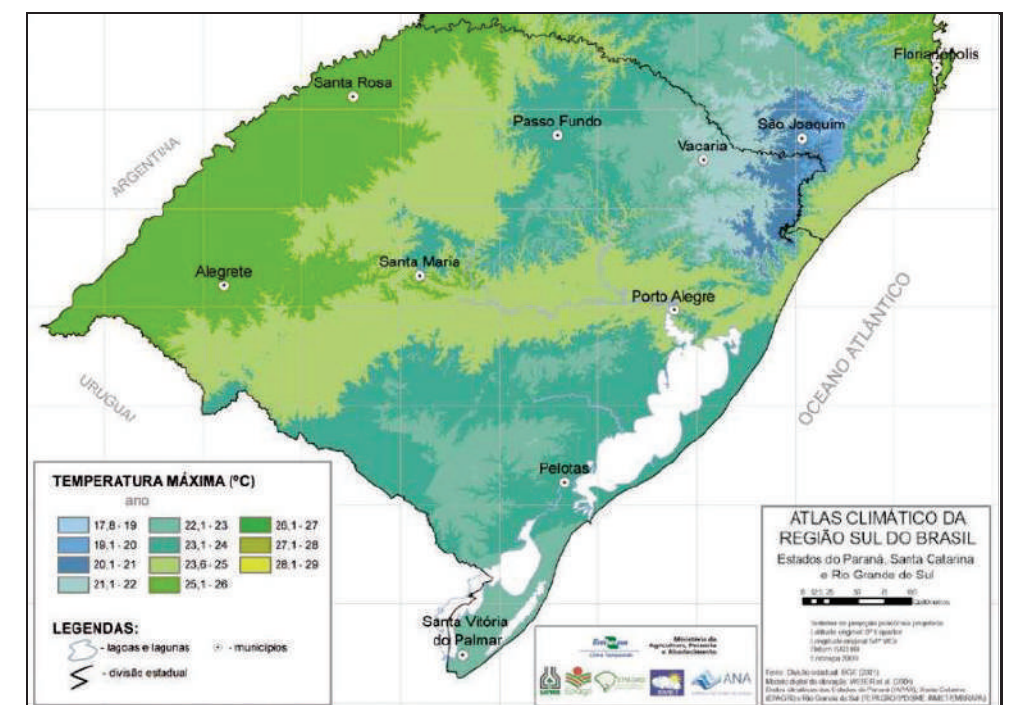 Florianópolis
Santa Rosa
Passo Fundo
São Joaquim
Vacaria
ARGENTINA
Santa Maria
Alegrete
Porto Alegre
OCEANO ATLÂNTICO
URUGUAI
Pelotas
Santa Vitória
do Palmar
TEMPERATURA MÁXIMA (ºC)
ano
17,8 - 19
22,1 - 23
26,1 - 27
19,1 - 20
23,1 - 24
27,1 - 28
20,1 - 21
23,6 - 25
28,1 - 29
21,1 - 22
25,1 - 26
LEGENDAS:
- lagoas e lagunas
- municípios
- divisão estadual
ATLAS CLIMÁTICO DA
REGIÃO SUL DO BRASIL
Estados do Paraná, Santa Catarina
e Rio Grande do Sul
Embrapa
Clima Temperado
Ministério da
Agricultura, Pecuária
e Abastecimento
ANA